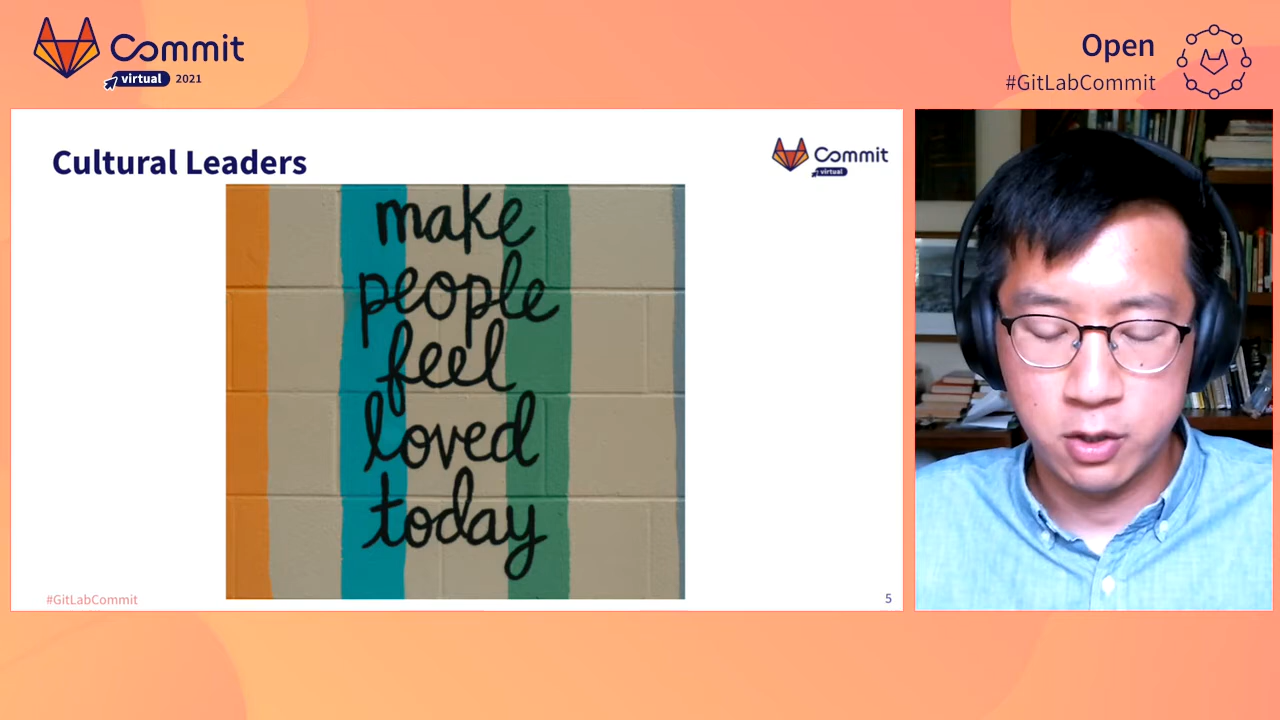 Commit
virtual 2021
Open
#GitLabCommit
Cultural Leaders
Commit
virtual
make
people
feel
loved
today
#GitLabCommit
5